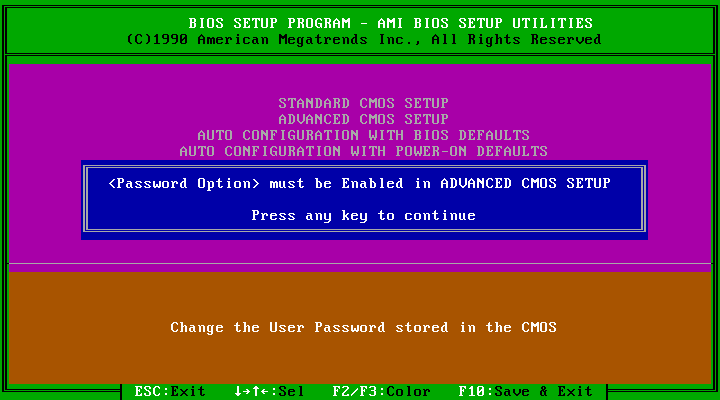 BIOS SETUP PROGRAM - AMI BIOS SETUP UTILITIES
(C)1990 American Megatrends Inc., All Rights Reserved
STANDARD CMOS SETUP
ADVANCED CMOS SETUP
AUTO CONFIGURATION WITH BIOS DEFAULTS
AUTO CONFIGURATION WITH POWER-ON DEFAULTS
<Password Option> must be Enabled in ADVANCED CMOS SETUP
Press any key to continue
Change the User Password stored in the CMOS
ESC:Exit ↓→↑←:Sel F2/F3:Color F10:Save & Exit